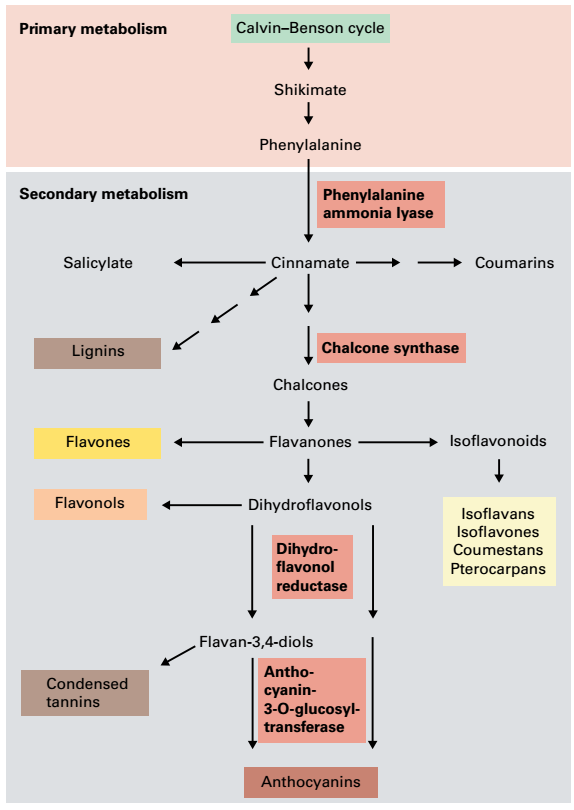 Primary metabolism
Calvin–Benson cycle
Shikimate
Phenylalanine
Secondary metabolism
Phenylalanine
ammonia lyase
Salicylate
Cinnamate
Coumarins
Lignins
Chalcone synthase
Chalcones
Flavones
Flavanones
Isoflavonoids
Flavonols
Dihydroflavonols
Isoflavans
Isoflavones
Coumestans
Pterocarpans
Dihydro-
flavonol
reductase
Flavan-3,4-diols
Condensed
tannins
Antho-
cyanin-
3-O-glucosyl-
transferase
Anthocyanins